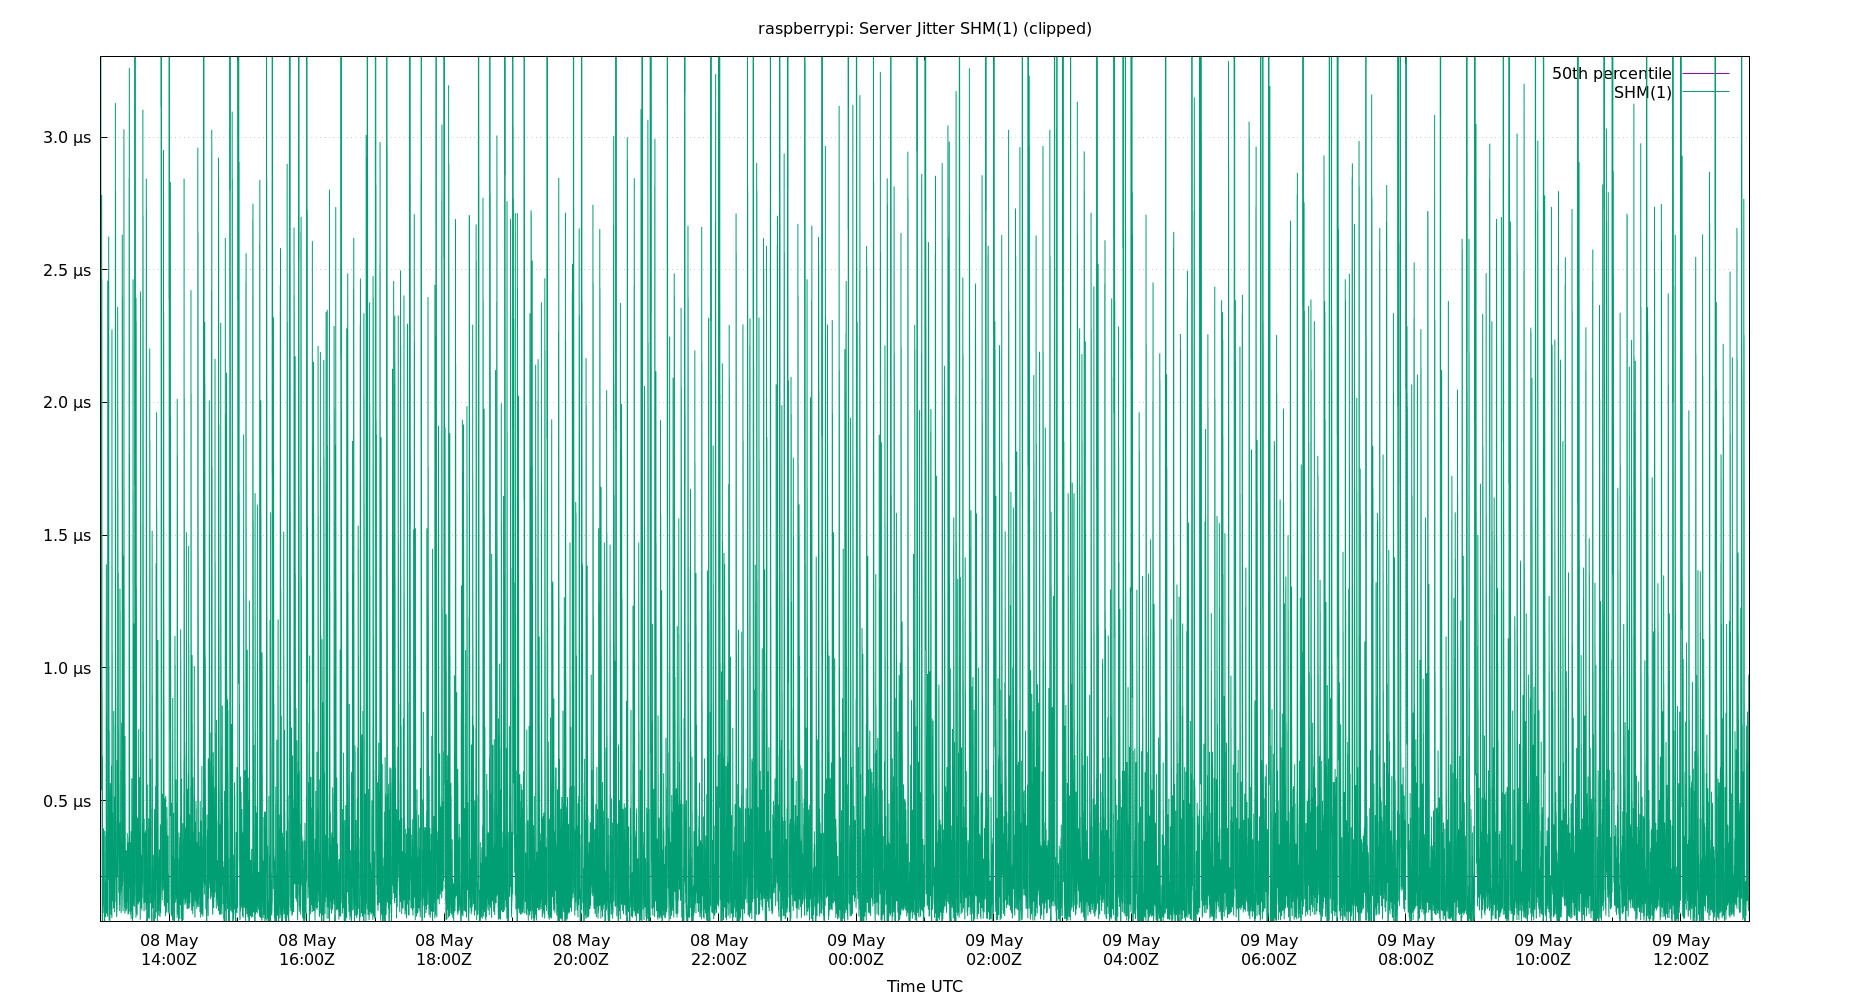 raspberrypi: Server Jitter SHM(1) (clipped)
50th percentile
SHM(1)
3.0 µs
2.5 µs
2.0 µs
1.5 µs
1.0 µs
0.5 µs
08 May 08 May 08 May 08 May 08 May 09 May 09 May 09 May 09 May 09 May 09 May 09 May
14:00Z 16:00Z 18:00Z 20:00Z 22:00Z 00:00Z 02:00Z 04:00Z 06:00Z 08:00Z 10:00Z 12:00Z
Time UTC